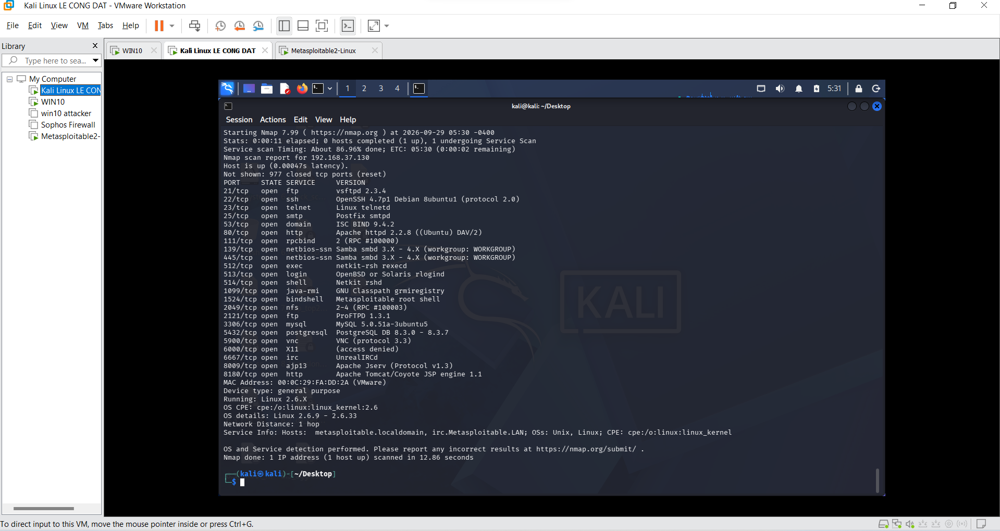 Kali Linux LE CONG DAT - VMware Workstation
File Edit View VM Tabs Help
Library
Type here to sea...
My Computer
Kali Linux LE CON
WIN10
win10 attacker
Sophos Firewall
Metasploitable2-
WIN10
Kali Linux LE CONG DAT
Metasploitable2-Linux
1 2 3 4
5:31
kali@kali: ~/Desktop
Session Actions Edit View Help
Starting Nmap 7.99 ( https://nmap.org ) at 2026-09-29 05:30 -0400
Stats: 0:00:11 elapsed; 0 hosts completed (1 up), 1 undergoing Service Scan
Service scan Timing: About 86.96% done; ETC: 05:30 (0:00:02 remaining)
Nmap scan report for 192.168.37.130
Host is up (0.00047s latency).
Not shown: 977 closed tcp ports (reset)
PORT STATE SERVICE VERSION
21/tcp open ftp vsftpd 2.3.4
22/tcp open ssh OpenSSH 4.7p1 Debian 8ubuntu1 (protocol 2.0)
23/tcp open telnet Linux telnetd
25/tcp open smtp Postfix smtpd
53/tcp open domain ISC BIND 9.4.2
80/tcp open http Apache httpd 2.2.8 ((Ubuntu) DAV/2)
111/tcp open rpcbind 2 (RPC #100000)
139/tcp open netbios-ssn Samba smbd 3.X - 4.X (workgroup: WORKGROUP)
445/tcp open netbios-ssn Samba smbd 3.X - 4.X (workgroup: WORKGROUP)
512/tcp open exec netkit-rsh rexecd
513/tcp open login OpenBSD or Solaris rlogind
514/tcp open shell Netkit rshd
1099/tcp open java-rmi GNU Classpath grmiregistry
1524/tcp open bindshell Metasploitable root shell
2049/tcp open nfs 2-4 (RPC #100003)
2121/tcp open ftp ProFTPD 1.3.1
3306/tcp open mysql MySQL 5.0.51a-3ubuntu5
5432/tcp open postgresql PostgreSQL DB 8.3.0 - 8.3.7
5900/tcp open vnc VNC (protocol 3.3)
6000/tcp open X11 (access denied)
6667/tcp open irc UnrealIRCd
8009/tcp open ajp13 Apache Jserv (Protocol v1.3)
8180/tcp open http Apache Tomcat/Coyote JSP engine 1.1
MAC Address: 00:0C:29:FA:DD:2A (VMware)
Device type: general purpose
Running: Linux 2.6.X
OS CPE: cpe:/o:linux:linux_kernel:2.6
OS details: Linux 2.6.9 - 2.6.33
Network Distance: 1 hop
Service Info: Hosts:  metasploitable.localdomain, irc.Metasploitable.LAN; OSs: Unix, Linux; CPE: cpe:/o:linux:linux_kernel
OS and Service detection performed. Please report any incorrect results at https://nmap.org/submit/ .
Nmap done: 1 IP address (1 host up) scanned in 12.86 seconds
┌──(kali㉿kali)-[~/Desktop]
└─$
KALI
To direct input to this VM, move the mouse pointer inside or press Ctrl+G.